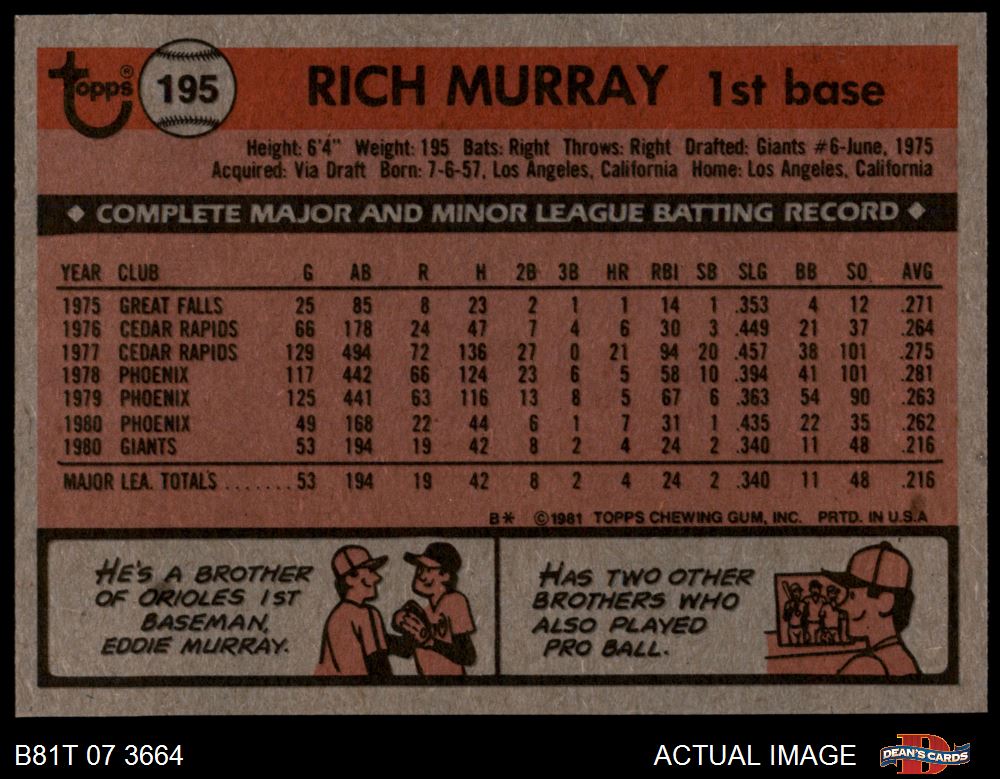 topps® 195 RICH MURRAY 1st base
Height: 6'4" Weight: 195 Bats: Right Throws: Right Drafted: Giants #6-June, 1975
Acquired: Via Draft Born: 7-6-57, Los Angeles, California Home: Los Angeles, California
◆ COMPLETE MAJOR AND MINOR LEAGUE BATTING RECORD ◆
YEAR CLUB G AB R H 2B 3B HR RBI SB SLG BB SO AVG
1975 GREAT FALLS 25 85 8 23 2 1 1 14 1 .353 4 12 .271
1976 CEDAR RAPIDS 66 178 24 47 7 4 6 30 3 .449 21 37 .264
1977 CEDAR RAPIDS 129 494 72 136 27 0 21 94 20 .457 38 101 .275
1978 PHOENIX 117 442 66 124 23 6 5 58 10 .394 41 101 .281
1979 PHOENIX 125 441 63 116 13 8 5 67 6 .363 54 90 .263
1980 PHOENIX 49 168 22 44 6 1 7 31 1 .435 22 35 .262
1980 GIANTS 53 194 19 42 8 2 4 24 2 .340 11 48 .216
MAJOR LEA. TOTALS ....... 53 194 19 42 8 2 4 24 2 .340 11 48 .216
B* ©1981 TOPPS CHEWING GUM, INC. PRTD. IN U.S.A
HE'S A BROTHER
OF ORIOLES 1ST
BASEMAN,
EDDIE MURRAY.
HAS TWO OTHER
BROTHERS WHO
ALSO PLAYED
PRO BALL.
B81T 07 3664 ACTUAL IMAGE DEAN'S CARDS